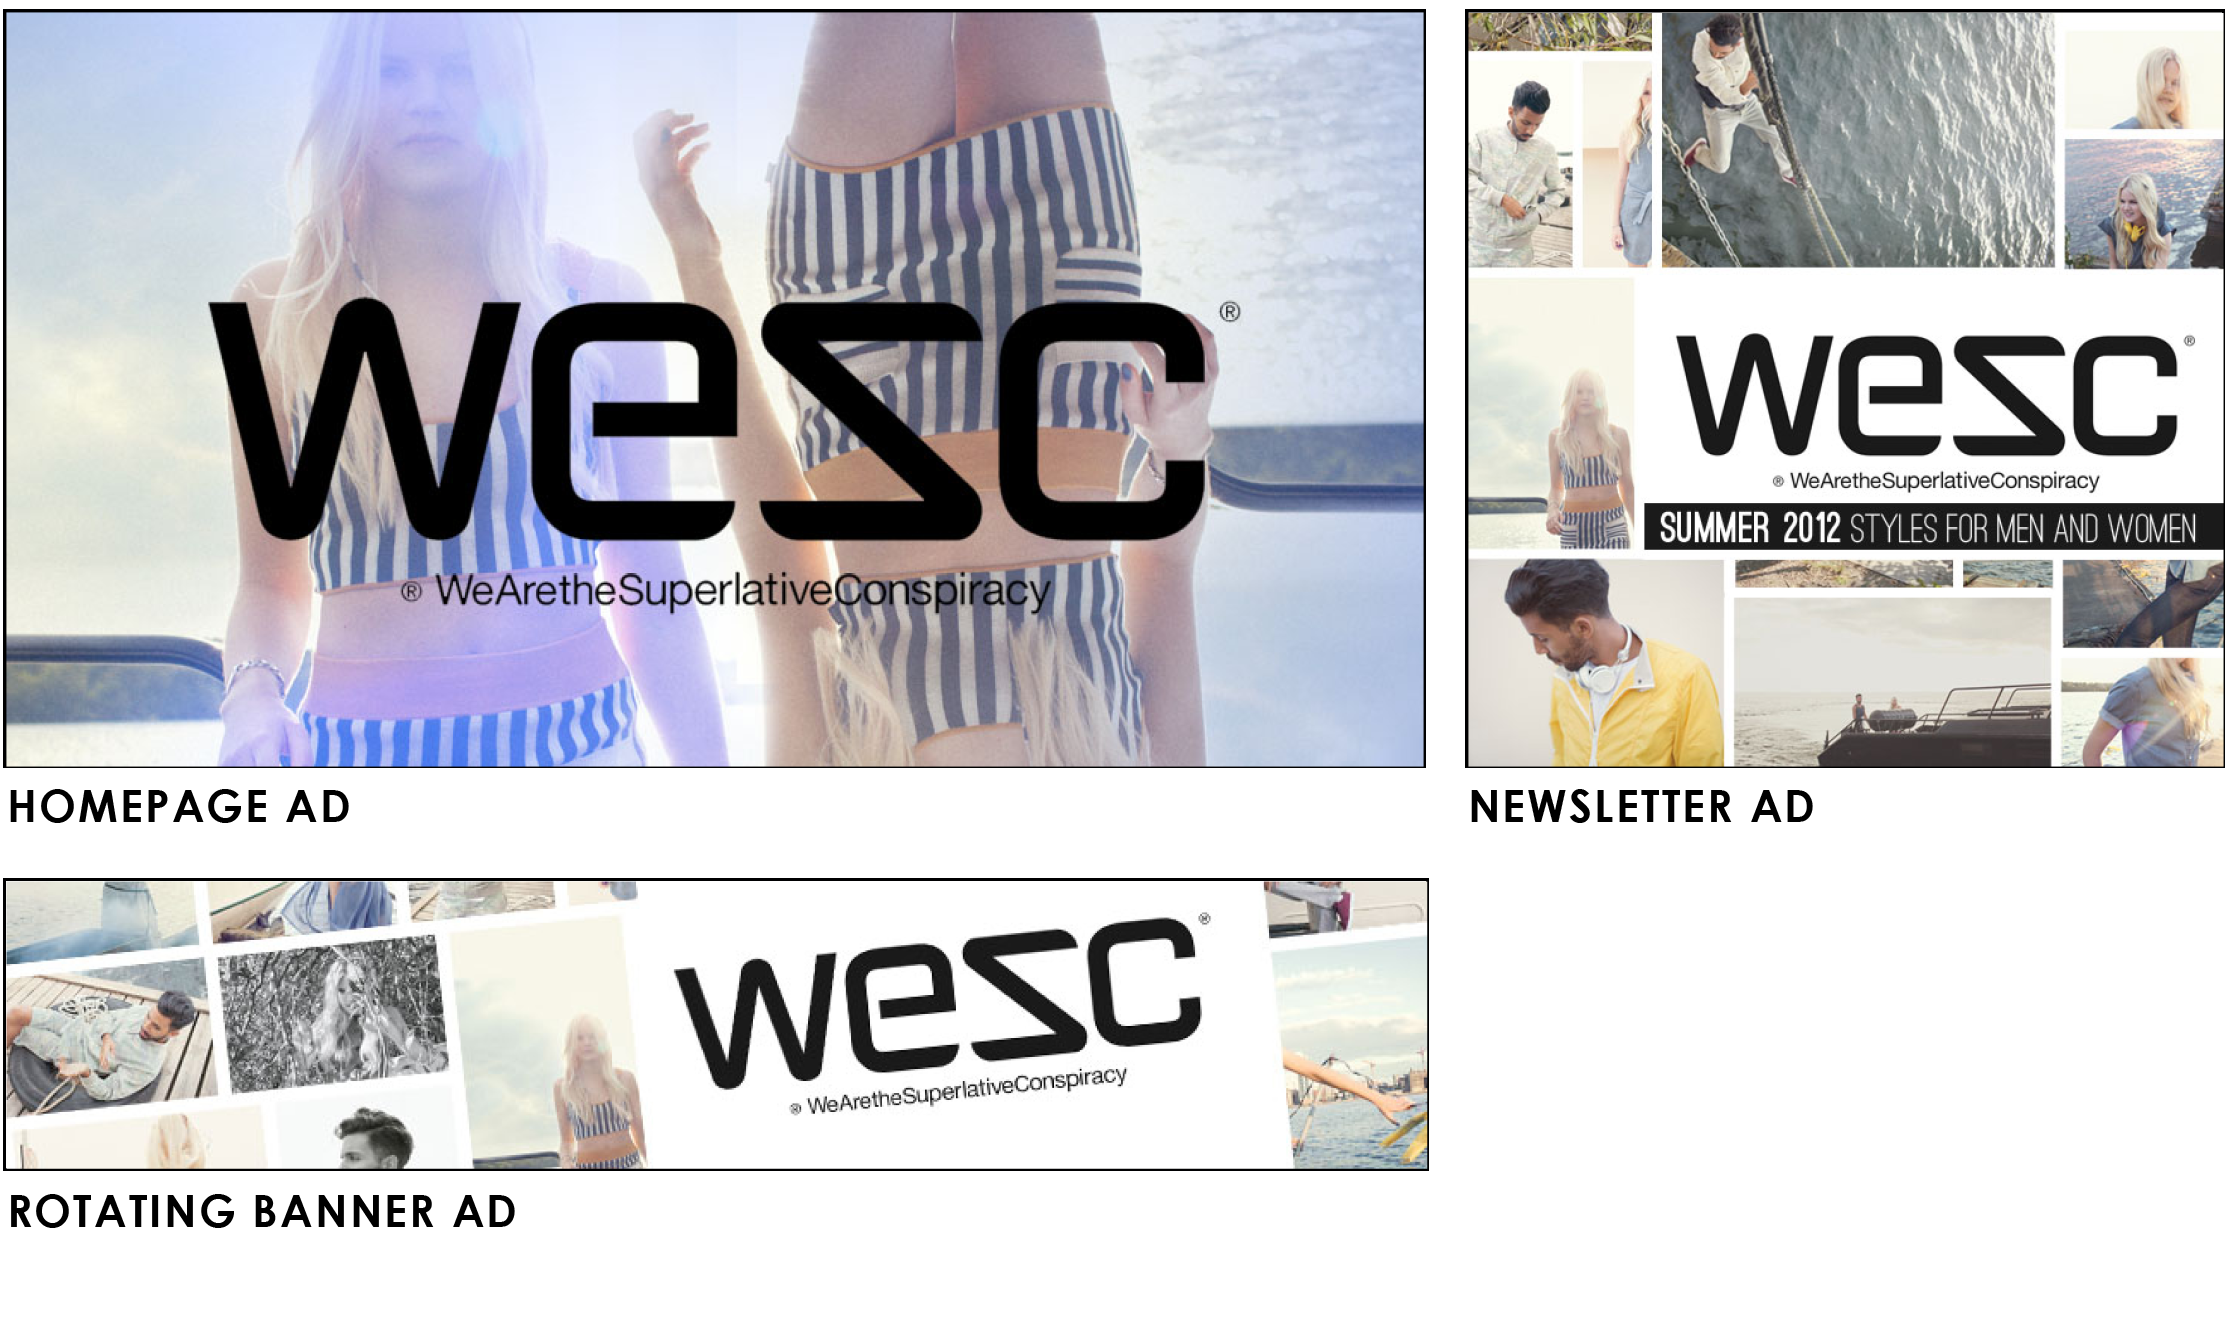 wesc ®
® WeAretheSuperlativeConspiracy
HOMEPAGE AD
wesc ®
® WeAretheSuperlativeConspiracy
SUMMER 2012 STYLES FOR MEN AND WOMEN
NEWSLETTER AD
wesc ®
® WeAretheSuperlativeConspiracy
ROTATING BANNER AD